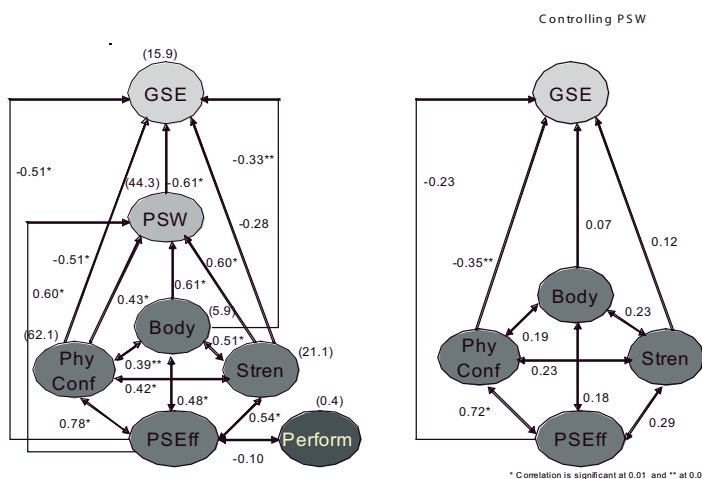 Controlling PSW
(15.9)
GSE
-0.51*
(44.3)
-0.61*
-0.33**
PSW
-0.28
-0.51*
0.60*
0.60*
0.43*
0.61*
(62.1)
Body
(5.9)
0.51*
(21.1)
Phy
Conf
0.39**
Stren
0.42*
0.48*
(0.4)
0.78*
0.54*
PSEff
Perform
-0.10
GSE
-0.23
0.07
0.12
-0.35**
Body
0.23
0.19
Phy
Conf
0.23
Stren
0.18
0.72*
0.29
PSEff
* Correlation is significant at 0.01 and ** at 0.0